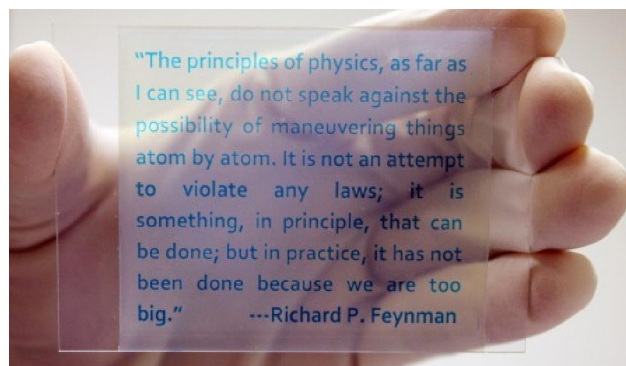 “The principles of physics, as far as
I can see, do not speak against the
possibility of maneuvering things
atom by atom. It is not an attempt
to violate any laws; it is
something, in principle, that can
be done; but in practice, it has not
been done because we are too
big.” ---Richard P. Feynman